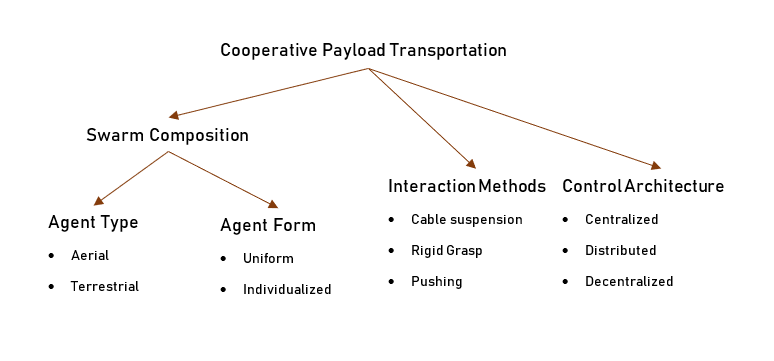 Cooperative Payload Transportation
Swarm Composition
Agent Type
• Aerial
• Terrestrial
Agent Form
• Uniform
• Individualized
Interaction Methods
• Cable suspension
• Rigid Grasp
• Pushing
Control Architecture
• Centralized
• Distributed
• Decentralized